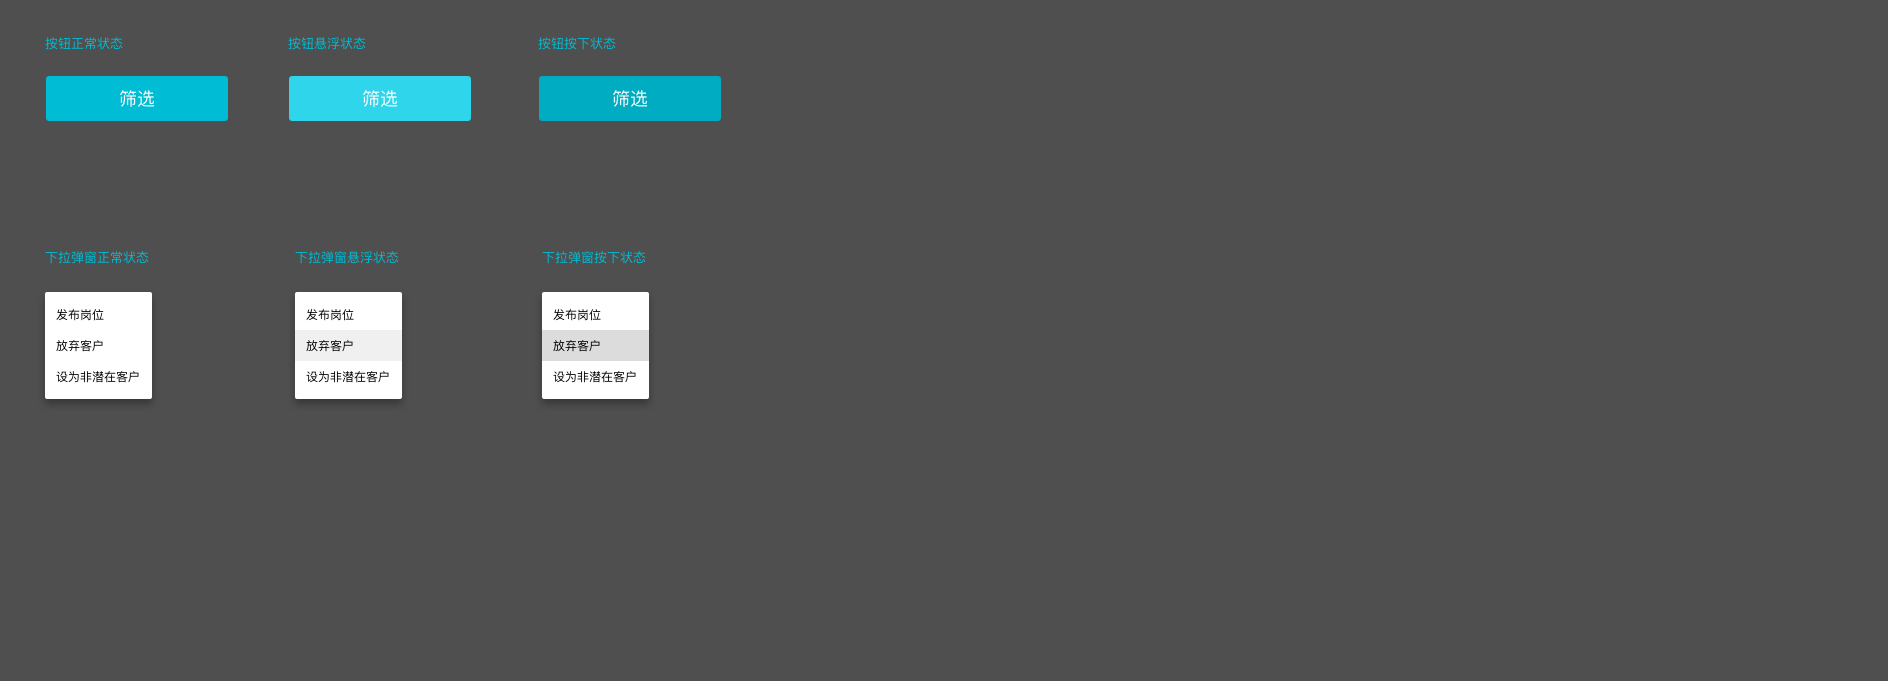 按钮正常状态
按钮悬浮状态
按钮按下状态
筛选
筛选
筛选
下拉弹窗正常状态
下拉弹窗悬浮状态
下拉弹窗按下状态
发布岗位
放弃客户
设为非潜在客户
发布岗位
放弃客户
设为非潜在客户
发布岗位
放弃客户
设为非潜在客户